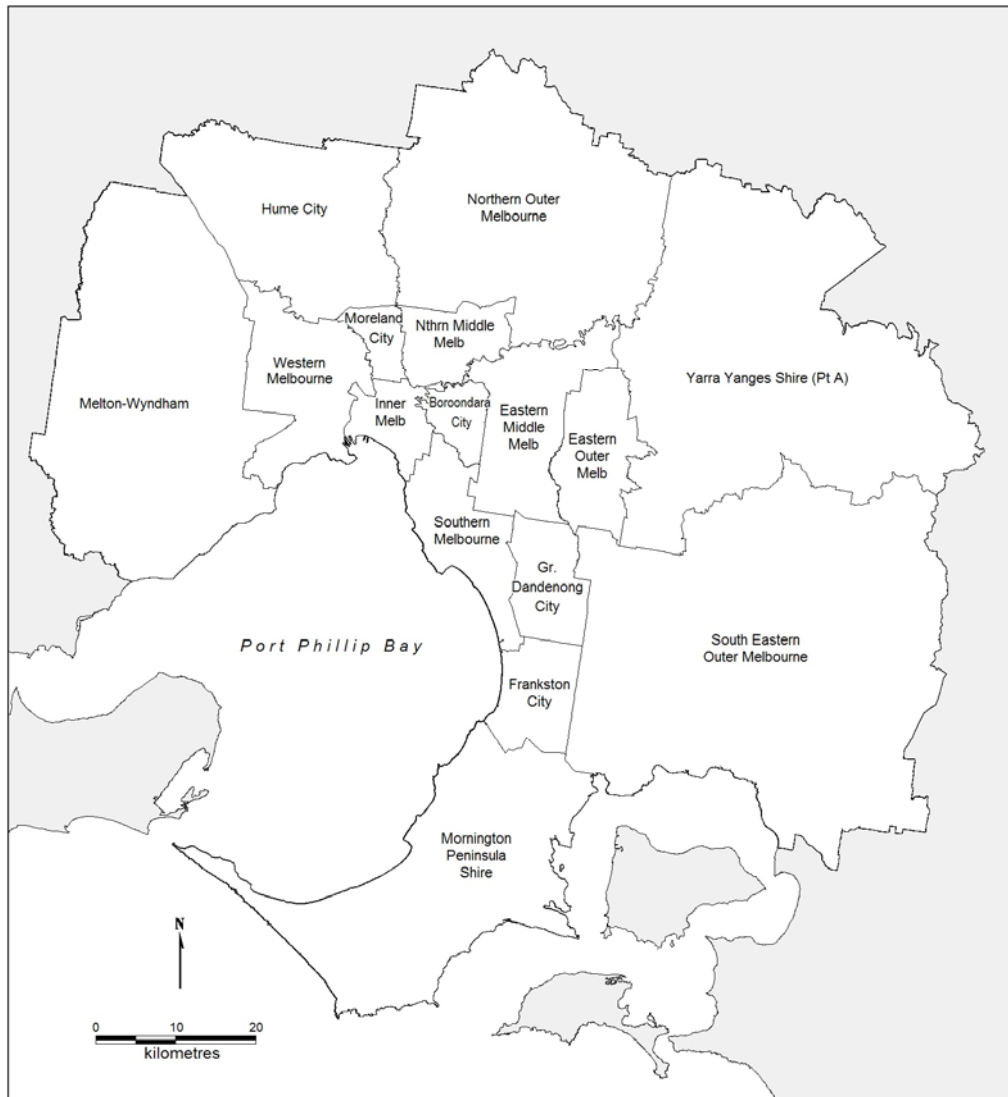 Hume City
Northern Outer
Melbourne
Moreland
City
Nthrn Middle
Melb
Western
Melbourne
Yarra Yanges Shire (Pt A)
Melton-Wyndham
Inner
Melb
Boroondara
City
Eastern
Middle
Melb
Eastern
Outer
Melb
Southern
Melbourne
Gr.
Dandenong
City
Port Phillip Bay
South Eastern
Outer Melbourne
Frankston
City
Mornington
Peninsula
Shire
N
0 10 20
kilometres